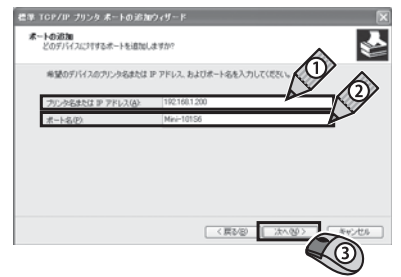 標準 TCP/IP プリンタ ポートの追加ウィザード
ポートの追加
どのデバイスに対するポートを追加しますか?
希望のデバイスのプリンタ名または IP アドレス、およびポート名を入力してください。
①
プリンタ名または IP アドレス(A):
192.168.1.200
②
ポート名(P):
Mini-101S6
< 戻る(B)
次へ(N) >
キャンセル
③